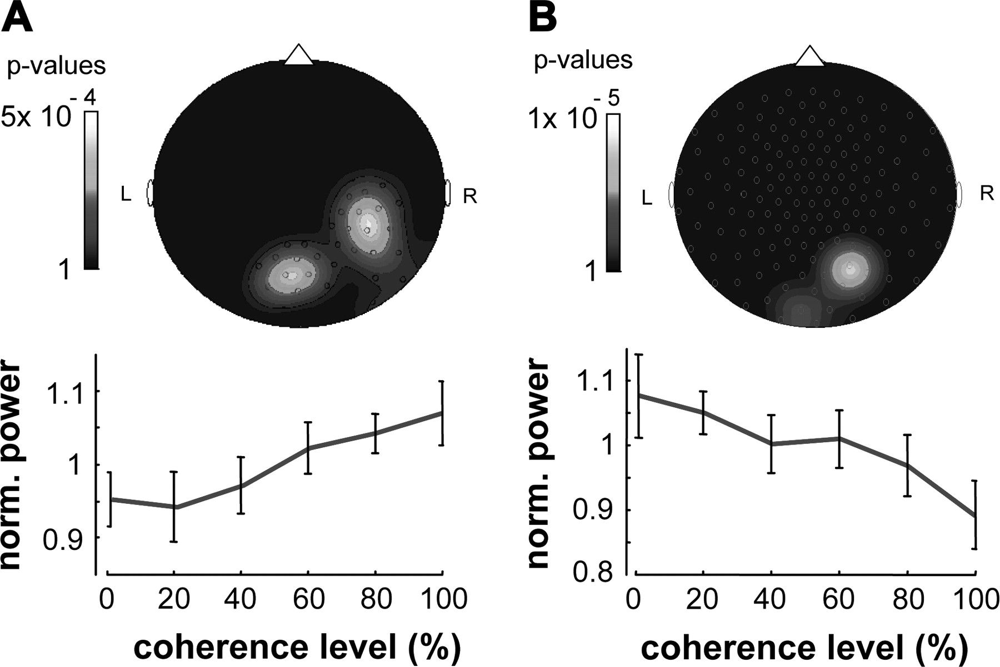 A
p-values
5x 10 - 4
1
L
R
norm. power
1.1
1
0.9
0 20 40 60 80 100
coherence level (%)
B
p-values
1x 10 - 5
1
L
R
norm. power
1.1
1
0.9
0.8
0 20 40 60 80 100
coherence level (%)